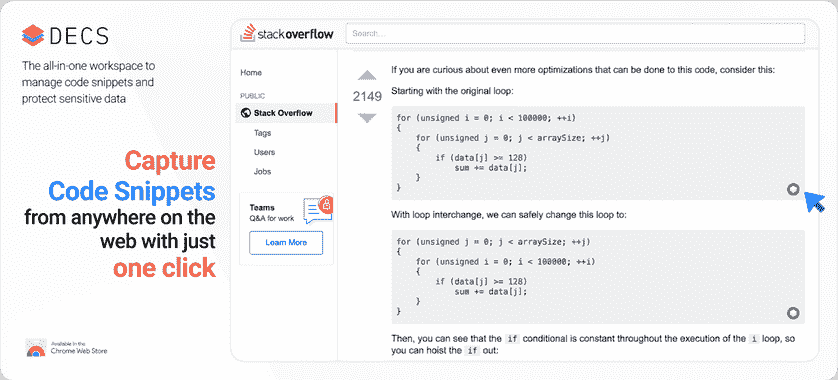 DECS
The all-in-one workspace to
manage code snippets and
protect sensitive data
Capture
Code Snippets
from anywhere on the
web with just
one click
Available in the
Chrome Web Store
stackoverflow
Search...
Home
PUBLIC
Stack Overflow
Tags
Users
Jobs
Teams
Q&A for work
Learn More
2149
If you are curious about even more optimizations that can be done to this code, consider this:
Starting with the original loop:
for (unsigned i = 0; i < 100000; ++i)
{
    for (unsigned j = 0; j < arraySize; ++j)
    {
        if (data[j] >= 128)
            sum += data[j];
    }
}
With loop interchange, we can safely change this loop to:
for (unsigned j = 0; j < arraySize; ++j)
{
    for (unsigned i = 0; i < 100000; ++i)
    {
        if (data[j] >= 128)
            sum += data[j];
    }
}
Then, you can see that the if conditional is constant throughout the execution of the i loop, so
you can hoist the if out: